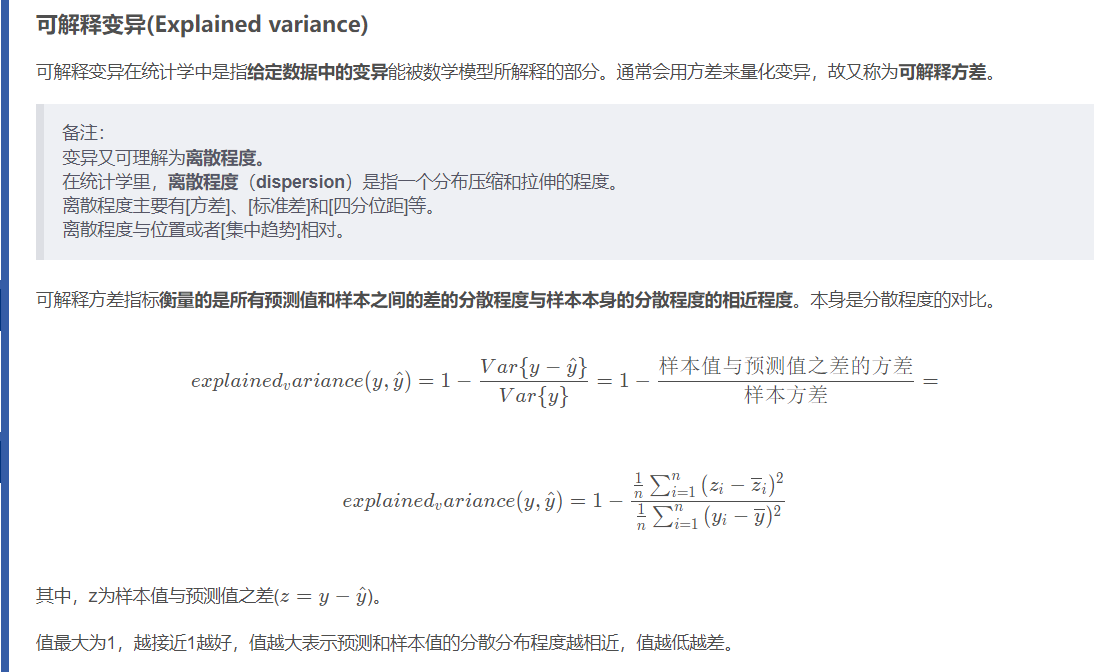 可解释变异(Explained variance)
可解释变异在统计学中是指给定数据中的变异能被数学模型所解释的部分。通常会用方差来量化变异，故又称为可解释方差。
备注：
变异又可理解为离散程度。
在统计学里，离散程度（dispersion）是指一个分布压缩和拉伸的程度。
离散程度主要有[方差]、[标准差]和[四分位距]等。
离散程度与位置或者[集中趋势]相对。
可解释方差指标衡量的是所有预测值和样本之间的差的分散程度与样本本身的分散程度的相近程度。本身是分散程度的对比。
$explained_variance(y, \hat{y}) = 1 - \frac{Var\{y - \hat{y}\}}{Var\{y\}} = 1 - \frac{样本值与预测值之差的方差}{样本方差} =$
$explained_variance(y, \hat{y}) = 1 - \frac{\frac{1}{n}\sum_{i=1}^{n}(z_i - \overline{z}_i)^2}{\frac{1}{n}\sum_{i=1}^{n}(y_i - \overline{y})^2}$
其中，z为样本值与预测值之差($z = y - \hat{y}$)。
值最大为1，越接近1越好，值越大表示预测和样本值的分散分布程度越相近，值越低越差。